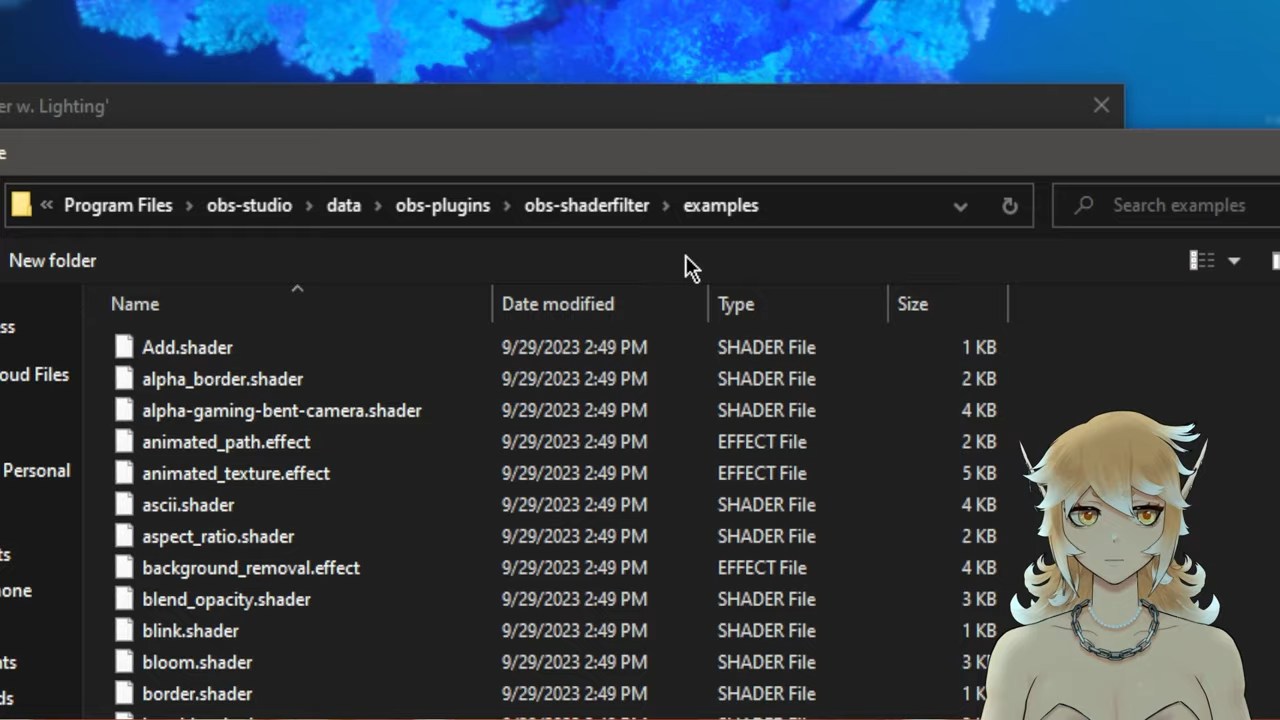 er w. Lighting'
e
« Program Files > obs-studio > data > obs-plugins > obs-shaderfilter > examples
Search examples
New folder
Name Date modified Type Size
Add.shader 9/29/2023 2:49 PM SHADER File 1 KB
ss
alpha_border.shader 9/29/2023 2:49 PM SHADER File 2 KB
oud Files
alpha-gaming-bent-camera.shader 9/29/2023 2:49 PM SHADER File 4 KB
animated_path.effect 9/29/2023 2:49 PM EFFECT File 2 KB
Personal
animated_texture.effect 9/29/2023 2:49 PM EFFECT File 5 KB
ascii.shader 9/29/2023 2:49 PM SHADER File 4 KB
aspect_ratio.shader 9/29/2023 2:49 PM SHADER File 2 KB
ts
background_removal.effect 9/29/2023 2:49 PM EFFECT File 4 KB
one
blend_opacity.shader 9/29/2023 2:49 PM SHADER File 3 KB
blink.shader 9/29/2023 2:49 PM SHADER File 1 KB
nts
bloom.shader 9/29/2023 2:49 PM SHADER File 3 K
ds
border.shader 9/29/2023 2:49 PM SHADER File 1 K